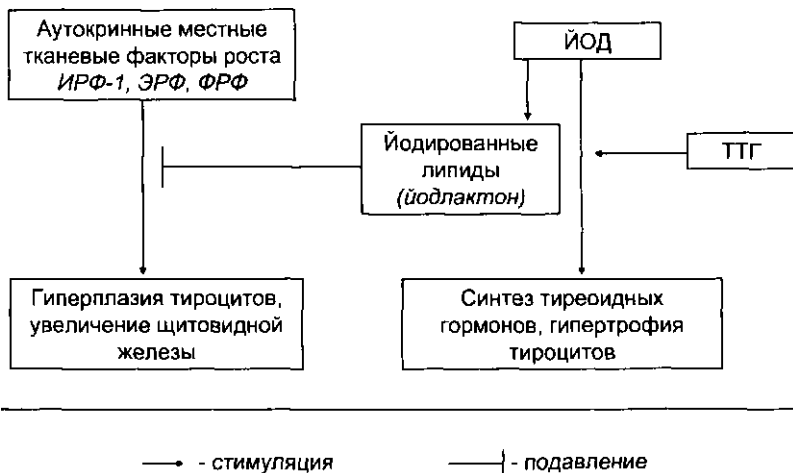 Аутокринные местные
тканевые факторы роста
ИРФ-1, ЭРФ, ФРФ
ЙОД
Йодированные
липиды
(йодлактон)
ТТГ
Гиперплазия тироцитов,
увеличение щитовидной
железы
Синтез тиреоидных
гормонов, гипертрофия
тироцитов
- стимуляция
- подавление